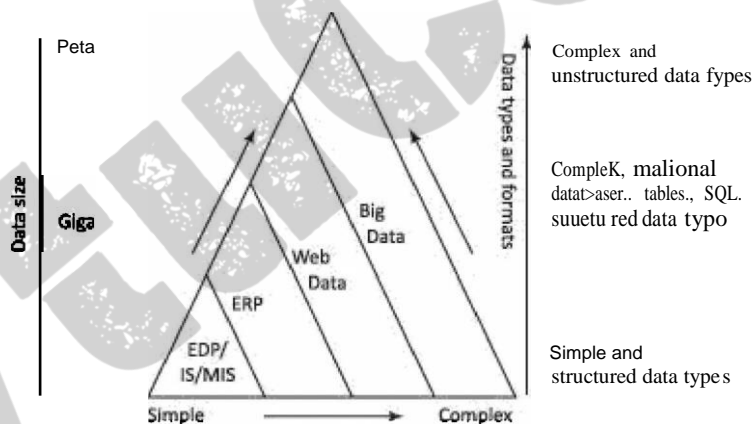 Peta
Complex and
unstructured data fypes
Data types and formats
CompleK, malional
datat>aser.. tables., SQL.
suuetu red data typo
Data size
Giga
Big
Data
Web
Data
ERP
EDP/
IS/MIS
Simple and
structured data types
Simple
Complex